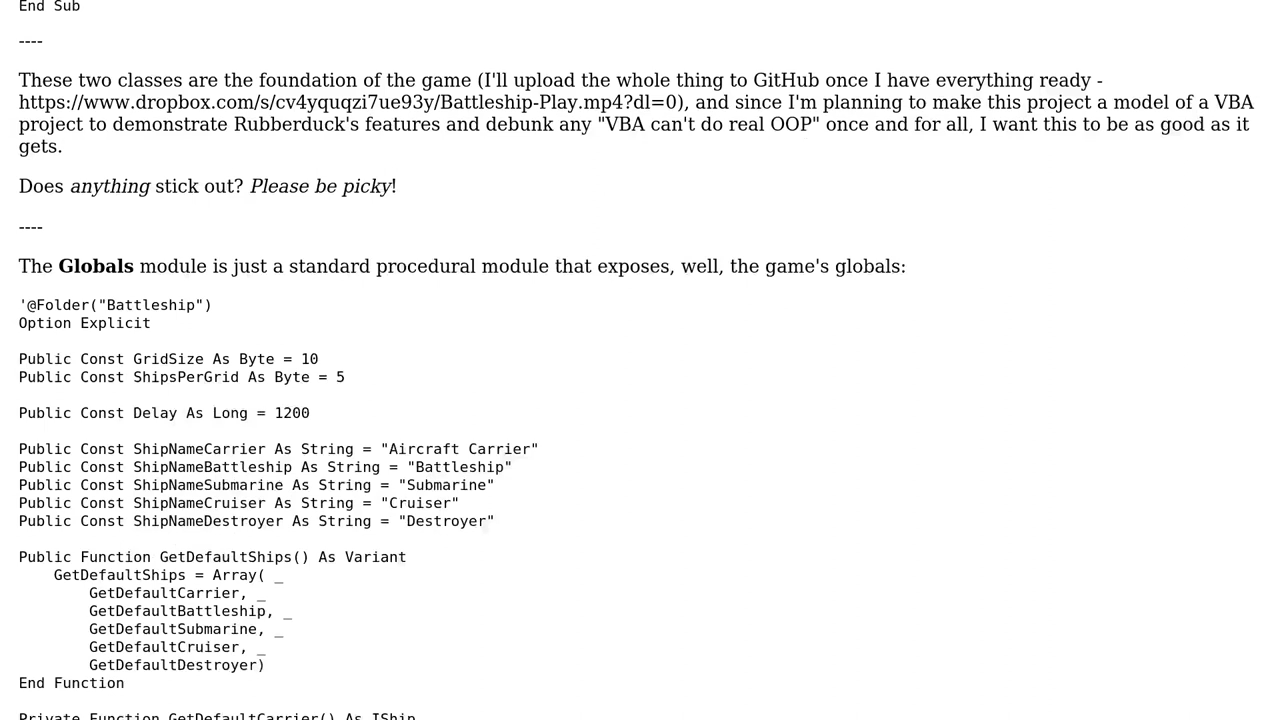 End Sub
----
These two classes are the foundation of the game (I'll upload the whole thing to GitHub once I have everything ready -
https://www.dropbox.com/s/cv4yquqzi7ue93y/Battleship-Play.mp4?dl=0), and since I'm planning to make this project a model of a VBA
project to demonstrate Rubberduck's features and debunk any "VBA can't do real OOP" once and for all, I want this to be as good as it
gets.
Does anything stick out? Please be picky!
----
The Globals module is just a standard procedural module that exposes, well, the game's globals:
'@Folder("Battleship")
Option Explicit
Public Const GridSize As Byte = 10
Public Const ShipsPerGrid As Byte = 5
Public Const Delay As Long = 1200
Public Const ShipNameCarrier As String = "Aircraft Carrier"
Public Const ShipNameBattleship As String = "Battleship"
Public Const ShipNameSubmarine As String = "Submarine"
Public Const ShipNameCruiser As String = "Cruiser"
Public Const ShipNameDestroyer As String = "Destroyer"
Public Function GetDefaultShips() As Variant
    GetDefaultShips = Array( _
        GetDefaultCarrier, _
        GetDefaultBattleship, _
        GetDefaultSubmarine, _
        GetDefaultCruiser, _
        GetDefaultDestroyer)
End Function
Private Function GetDefaultCarrier() As IShip